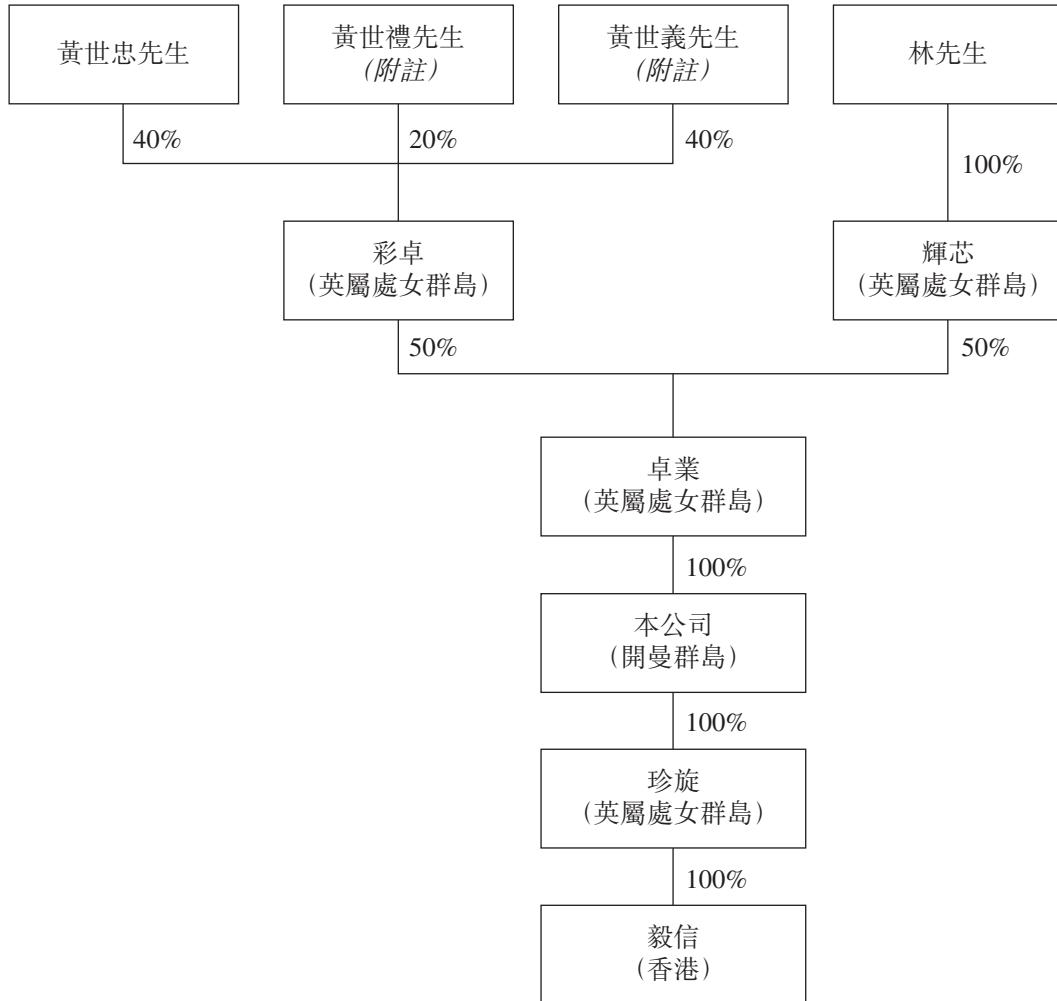 黃世忠先生
黃世禮先生
(附註)
黃世義先生
(附註)
林先生
40%
20%
40%
100%
彩卓
(英屬處女群島)
輝芯
(英屬處女群島)
50%
50%
卓業
(英屬處女群島)
100%
本公司
(開曼群島)
100%
珍旋
(英屬處女群島)
100%
毅信
(香港)